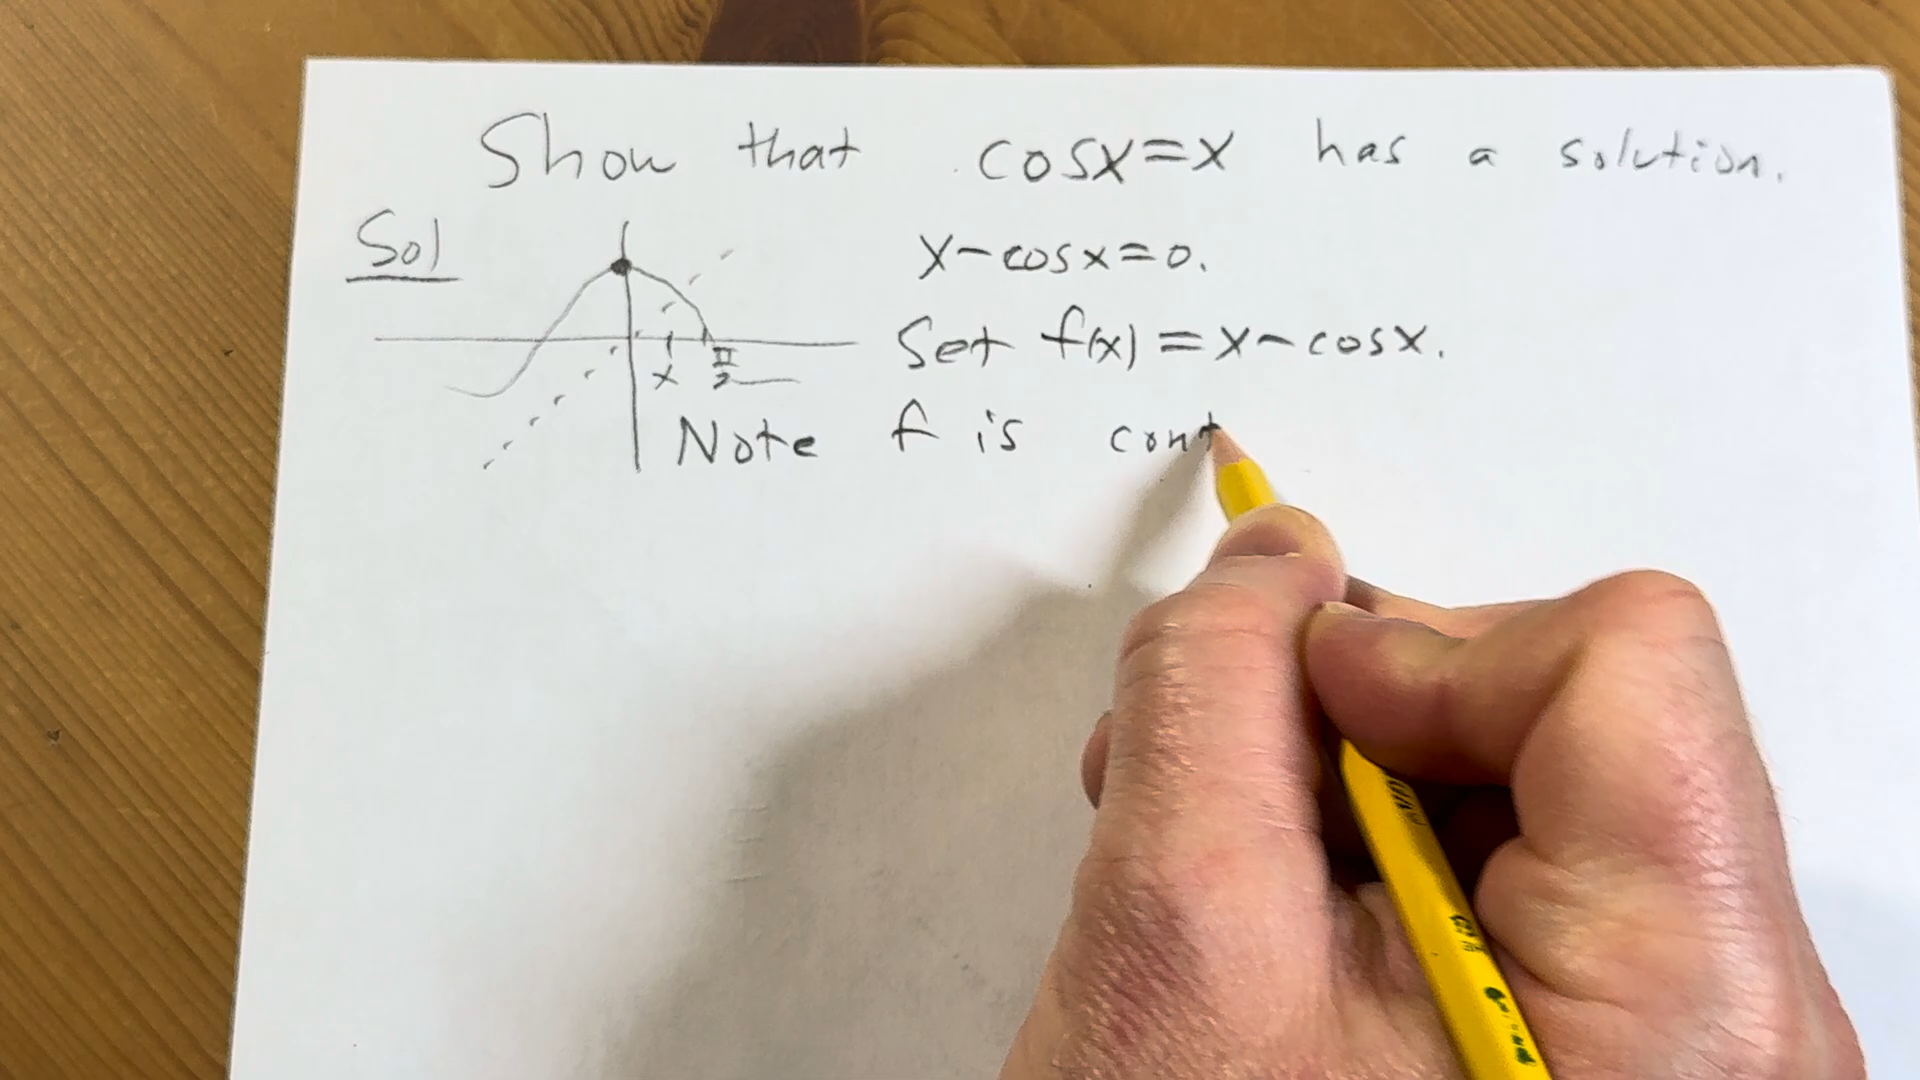 Show that cosx=x has a solution.
Sol
x-cosx=0.
Set f(x)=x-cosx.
x π/2
Note f is cont